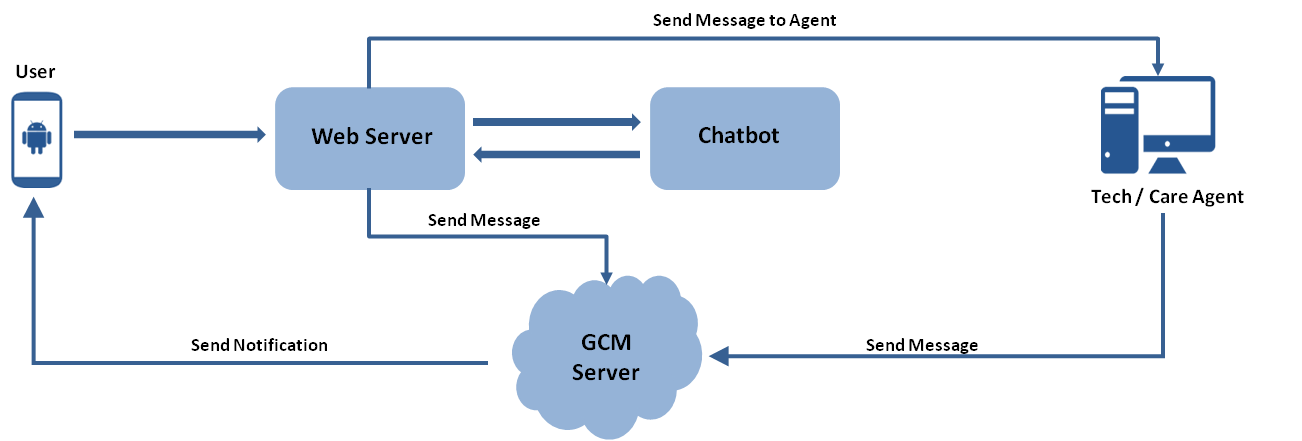 Send Message to Agent
User
Web Server
Chatbot
Tech / Care Agent
Send Message
GCM
Server
Send Notification
Send Message